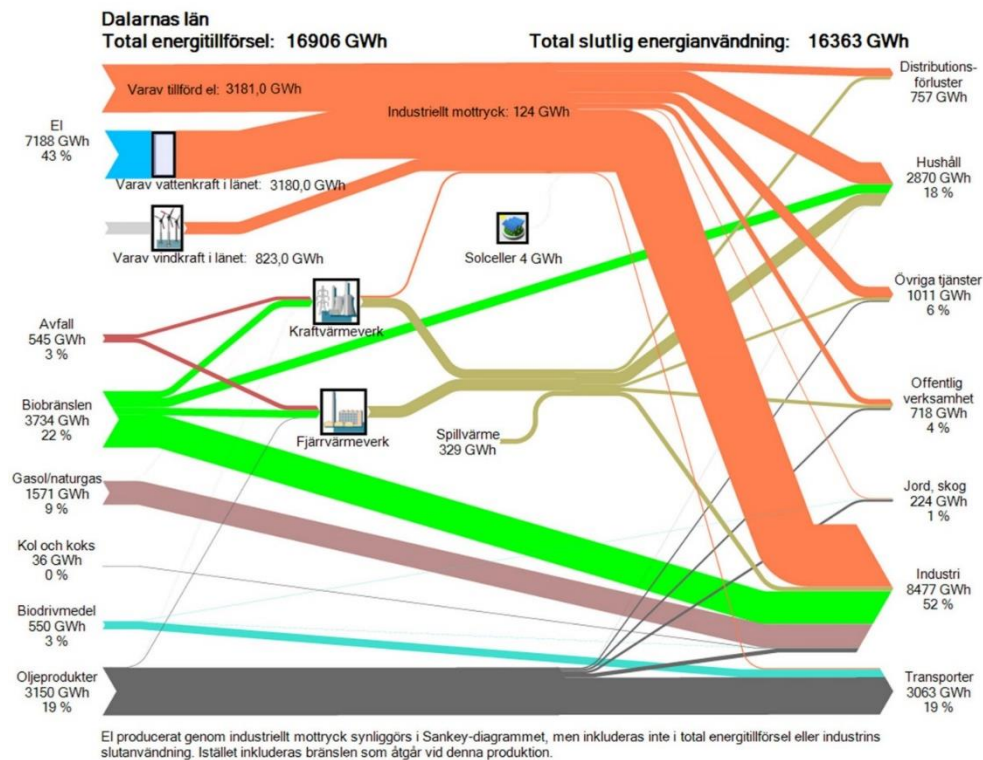 Dalarnas län
Total energitillförsel: 16906 GWh
Total slutlig energianvändning: 16363 GWh
Varav tillförd el: 3181,0 GWh
Industriellt mottryck: 124 GWh
El
7188 GWh
43 %
Varav vattenkraft i länet: 3180,0 GWh
Varav vindkraft i länet: 823,0 GWh
Solceller 4 GWh
Kraftvärmeverk
Avfall
545 GWh
3 %
Biobränslen
3734 GWh
22 %
Fjärrvärmeverk
Spillvärme
329 GWh
Gasol/naturgas
1571 GWh
9 %
Kol och koks
36 GWh
0 %
Biodrivmedel
550 GWh
3 %
Oljeprodukter
3150 GWh
19 %
Distributions-
förluster
757 GWh
Hushåll
2870 GWh
18 %
Övriga tjänster
1011 GWh
6 %
Offentlig
verksamhet
718 GWh
4 %
Jord, skog
224 GWh
1 %
Industri
8477 GWh
52 %
Transporter
3063 GWh
19 %
El producerat genom industriellt mottryck synliggörs i Sankey-diagrammet, men inkluderas inte i total energitillförsel eller industrins
slutanvändning. Istället inkluderas bränslen som åtgår vid denna produktion.